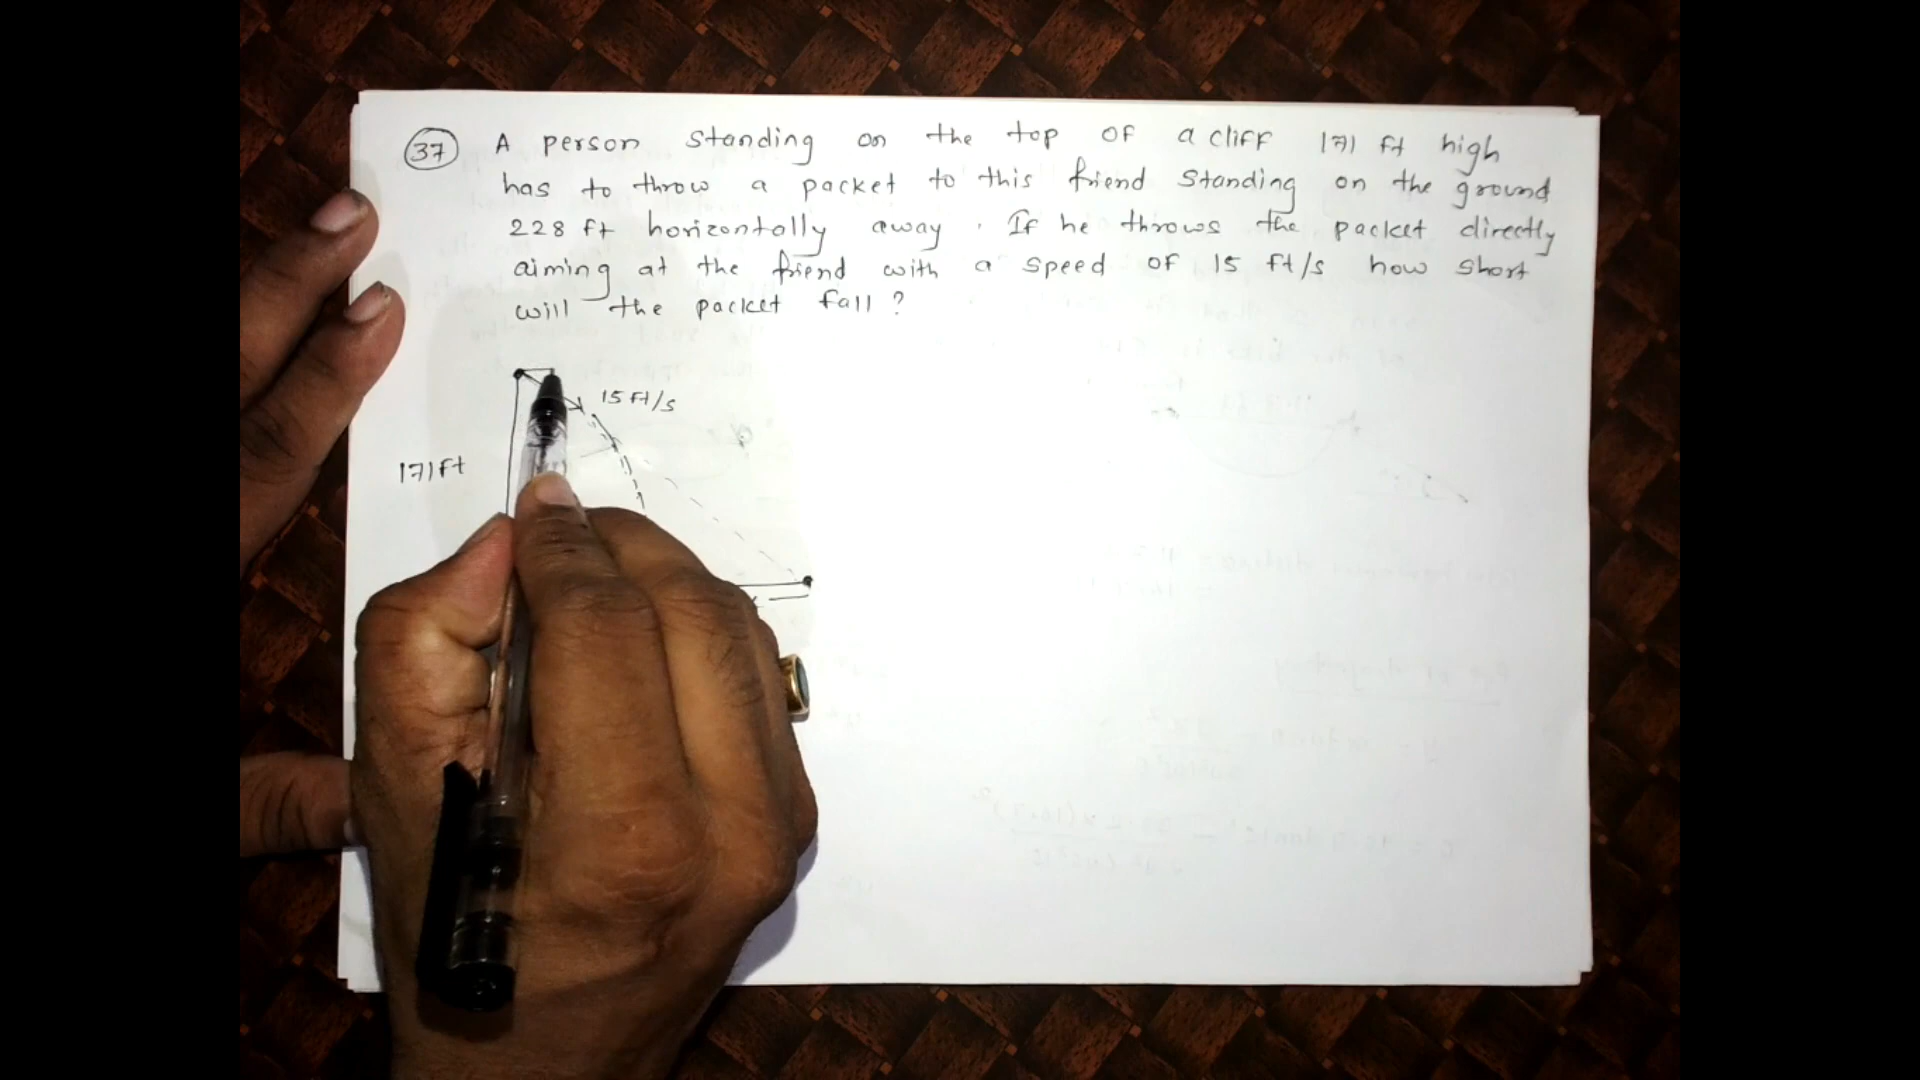 37 A person standing on the top of a cliff 171 ft high
has to throw a packet to this friend standing on the ground
228 ft horizontally away. If he throws the packet directly
aiming at the friend with a speed of 15 ft/s how short
will the packet fall?
15 ft/s
171 ft